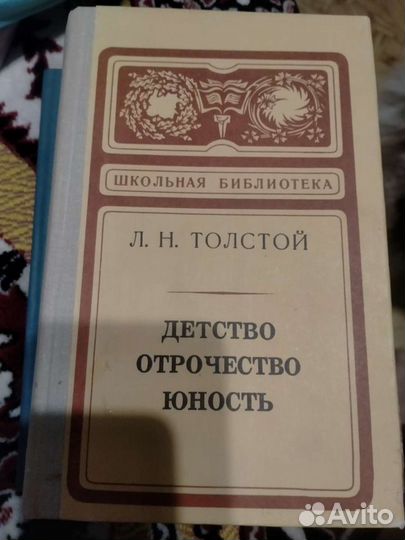 ШКОЛЬНАЯ БИБЛИОТЕКА
Л. Н. ТОЛСТОЙ
ДЕТСТВО
ОТРОЧЕСТВО
ЮНОСТЬ
Avito